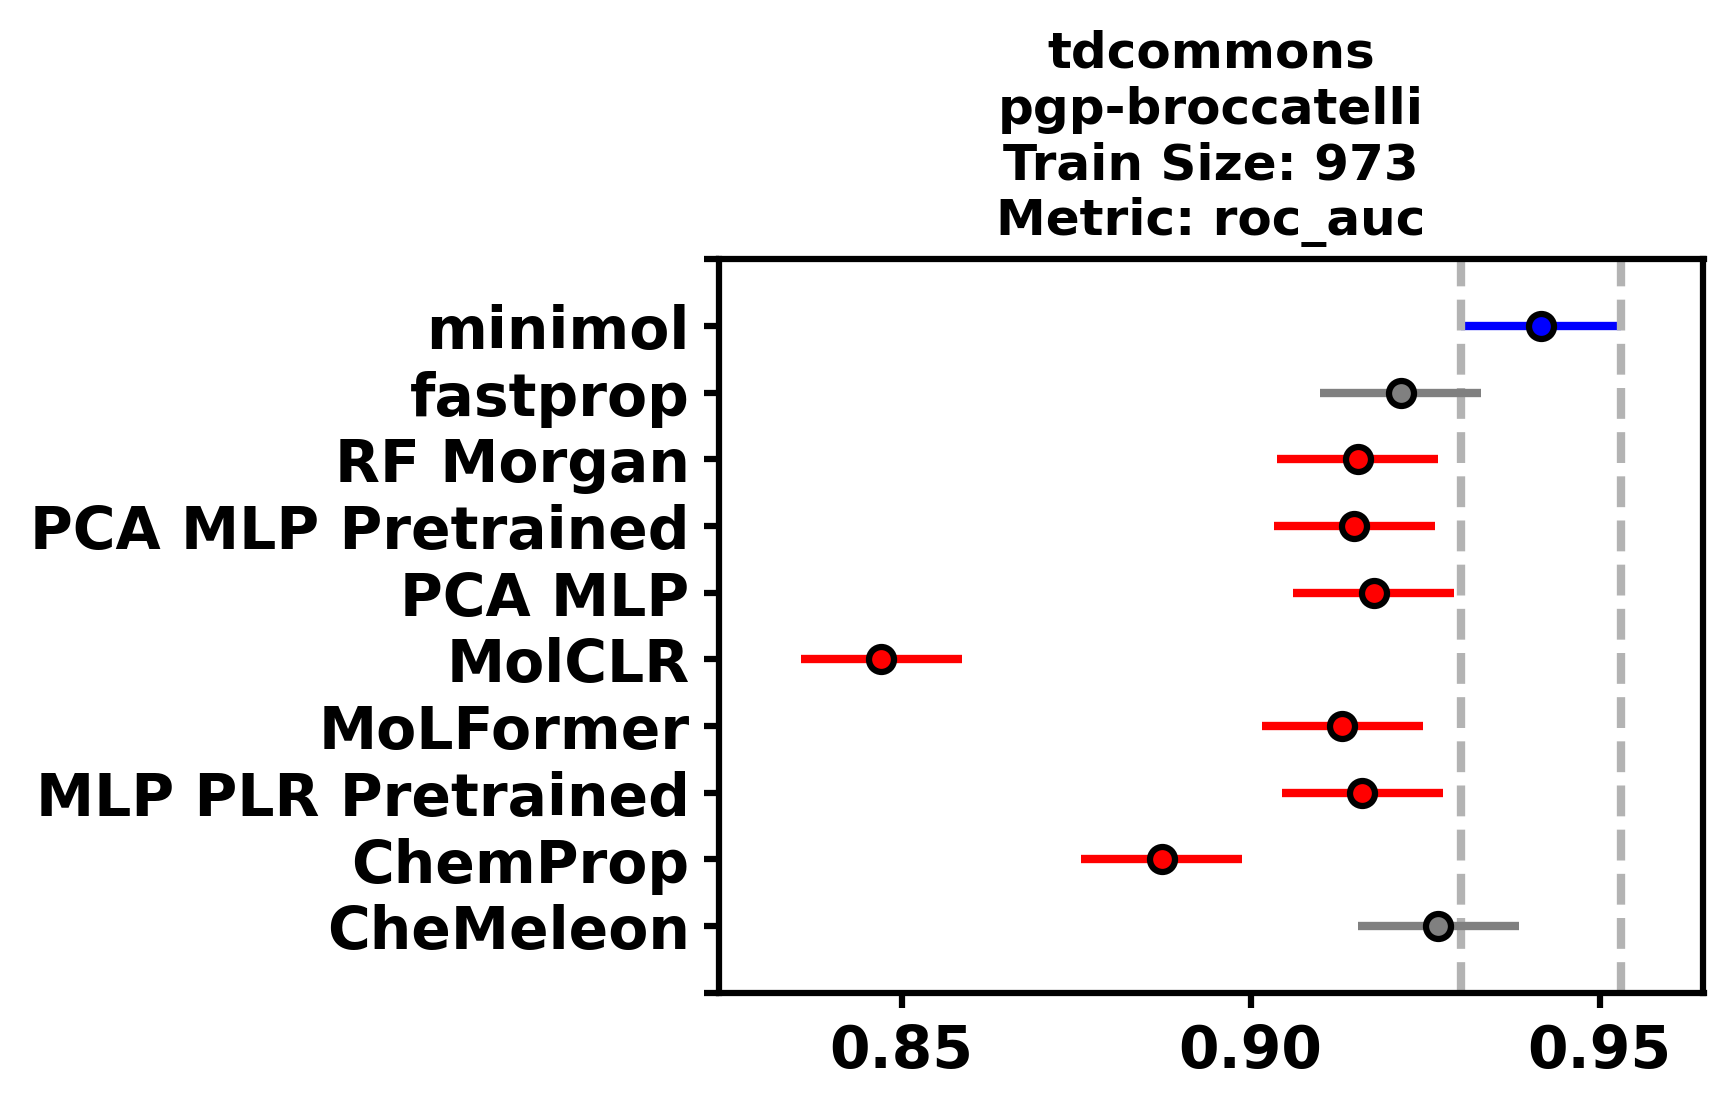 tdcommons
pgp-broccatelli
Train Size: 973
Metric: roc_auc
minimol
fastprop
RF Morgan
PCA MLP Pretrained
PCA MLP
MolCLR
MoLFormer
MLP PLR Pretrained
ChemProp
CheMeleon
0.85 0.90 0.95